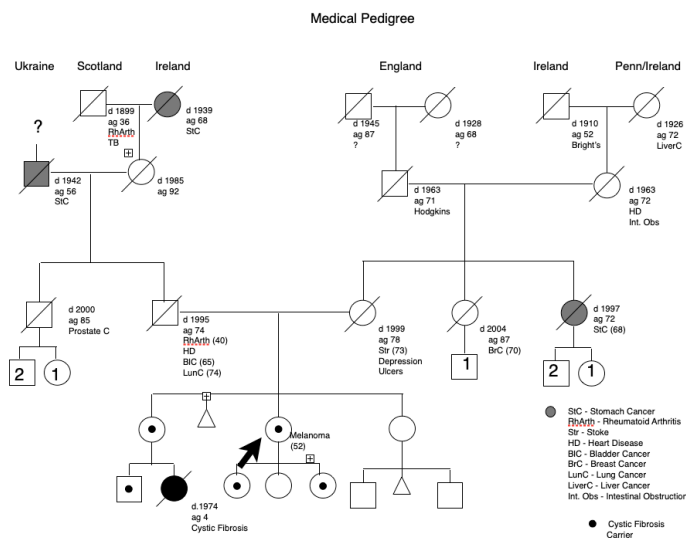 Medical Pedigree
Ukraine
Scotland
Ireland
England
Ireland
Penn/Ireland
d 1899
ag 36
RhArth
TB
d 1939
ag 68
StC
d 1945
ag 87
?
d 1928
ag 68
?
d 1910
ag 52
Bright's
d 1926
ag 72
LiverC
?
d 1942
ag 56
StC
d 1985
ag 92
d 1963
ag 71
Hodgkins
d 1963
ag 72
HD
Int. Obs
d 2000
ag 85
Prostate C
d 1995
ag 74
RhArth (40)
HD
BlC (65)
LunC (74)
d 1999
ag 78
Str (73)
Depression
Ulcers
d 2004
ag 87
BrC (70)
d 1997
ag 72
StC (68)
2
1
1
2
1
Melanoma
(52)
d.1974
ag 4
Cystic Fibrosis
StC - Stomach Cancer
RhArth - Rheumatoid Arthritis
Str - Stoke
HD - Heart Disease
BlC - Bladder Cancer
BrC - Breast Cancer
LunC - Lung Cancer
LiverC - Liver Cancer
Int. Obs - Intestinal Obstruction
Cystic Fibrosis
Carrier